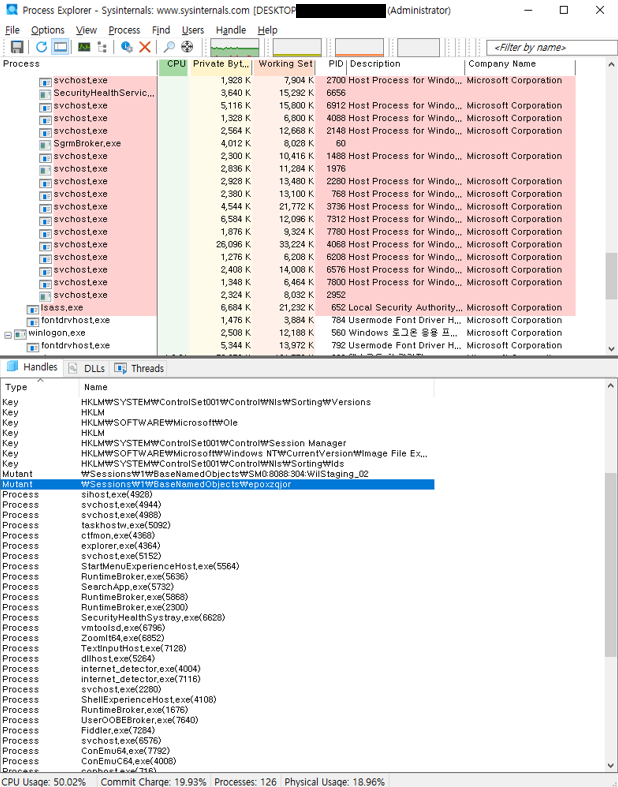 Process Explorer - Sysinternals: www.sysinternals.com [DESKTOP (Administrator)
File Options View Process Find Users Handle Help
<Filter by name>
Process CPU Private Byt... Working Set PID Description Company Name
svchost.exe 1,928 K 7,904 K 2700 Host Process for Windo... Microsoft Corporation
SecurityHealthServic... 3,640 K 15,292 K 6656
svchost.exe 5,116 K 15,800 K 6912 Host Process for Windo... Microsoft Corporation
svchost.exe 1,328 K 6,800 K 4088 Host Process for Windo... Microsoft Corporation
svchost.exe 2,564 K 12,668 K 2148 Host Process for Windo... Microsoft Corporation
SgrmBroker.exe 4,012 K 8,028 K 60
svchost.exe 2,300 K 10,416 K 1488 Host Process for Windo... Microsoft Corporation
svchost.exe 2,836 K 11,284 K 1976
svchost.exe 2,928 K 13,480 K 2280 Host Process for Windo... Microsoft Corporation
svchost.exe 2,380 K 13,100 K 768 Host Process for Windo... Microsoft Corporation
svchost.exe 4,544 K 21,772 K 3736 Host Process for Windo... Microsoft Corporation
svchost.exe 6,584 K 12,096 K 7312 Host Process for Windo... Microsoft Corporation
svchost.exe 1,876 K 9,324 K 7780 Host Process for Windo... Microsoft Corporation
svchost.exe 26,096 K 33,224 K 4068 Host Process for Windo... Microsoft Corporation
svchost.exe 1,276 K 6,208 K 6208 Host Process for Windo... Microsoft Corporation
svchost.exe 2,408 K 14,008 K 6576 Host Process for Windo... Microsoft Corporation
svchost.exe 1,348 K 6,464 K 7800 Host Process for Windo... Microsoft Corporation
svchost.exe 2,324 K 8,032 K 2952
lsass.exe 6,684 K 21,232 K 652 Local Security Authority... Microsoft Corporation
fontdrvhost.exe 1,476 K 3,884 K 784 Usermode Font Driver H... Microsoft Corporation
winlogon.exe 2,508 K 12,188 K 560 Windows 로그온 응용 프... Microsoft Corporation
fontdrvhost.exe 5,344 K 13,972 K 792 Usermode Font Driver H... Microsoft Corporation
Handles DLLs Threads
Type Name
Key HKLM₩SYSTEM₩ControlSet001₩Control₩Nls₩Sorting₩Versions
Key HKLM
Key HKLM₩SOFTWARE₩Microsoft₩Ole
Key HKLM
Key HKLM₩SYSTEM₩ControlSet001₩Control₩Session Manager
Key HKLM₩SOFTWARE₩Microsoft₩Windows NT₩CurrentVersion₩Image File Ex...
Key HKLM₩SYSTEM₩ControlSet001₩Control₩Nls₩Sorting₩Ids
Mutant ₩Sessions₩1₩BaseNamedObjects₩SM0:8088:304:WilStaging_02
Mutant ₩Sessions₩1₩BaseNamedObjects₩epoxzqjor
Process sihost.exe(4928)
Process svchost.exe(4944)
Process svchost.exe(4988)
Process taskhostw.exe(5092)
Process ctfmon.exe(4368)
Process explorer.exe(4364)
Process svchost.exe(5152)
Process StartMenuExperienceHost.exe(5564)
Process RuntimeBroker.exe(5636)
Process SearchApp.exe(5732)
Process RuntimeBroker.exe(5868)
Process RuntimeBroker.exe(2300)
Process SecurityHealthSystray.exe(6628)
Process vmtoolsd.exe(6796)
Process ZoomIt64.exe(6852)
Process TextInputHost.exe(7128)
Process dllhost.exe(5264)
Process internet_detector.exe(4004)
Process internet_detector.exe(7116)
Process svchost.exe(2280)
Process ShellExperienceHost.exe(4108)
Process RuntimeBroker.exe(1676)
Process UserOOBEBroker.exe(7640)
Process Fiddler.exe(7284)
Process svchost.exe(6576)
Process ConEmu64.exe(7792)
Process ConEmuC64.exe(4008)
Process conhost.exe(716)
CPU Usage: 50.02% Commit Charge: 19.93% Processes: 126 Physical Usage: 18.96%